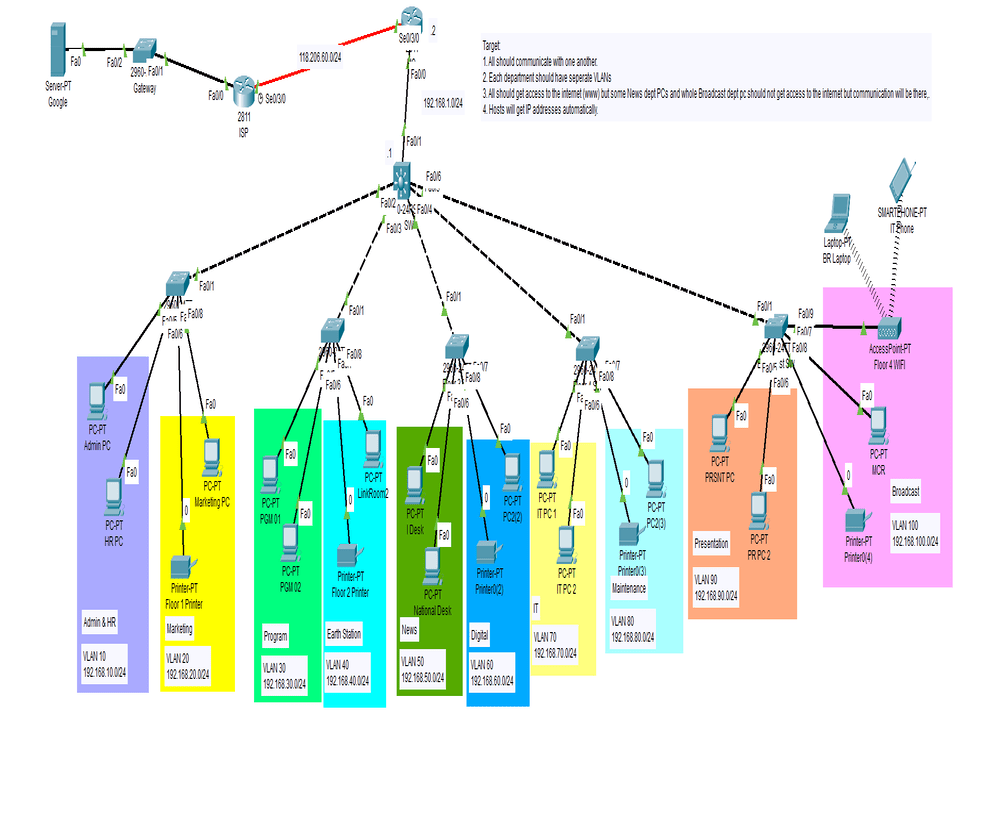 Server-PT
Google
Fa0
Fa0/2
Fa0/1
Gateway
Fa0/0
Se0/3/0
2811
ISP
118.206.60.0/24
Se0/3/0
.2
Fa0/0
192.168.1.0/24
Fa0/1
.1
Target:
1. All should communicate with one another.
2. Each department should have seperate VLANs
3. All should get access to the internet (www) but some News dept PCs and whole Broadcast dept pc should not get access to the internet but communication will be there,.
4. Hosts will get IP addresses automatically.
Fa0/6
Fa0/2
Fa0/4
Fa0/3
SMARTPHONE-PT
Laptop-PT
BR Laptop
Fa0/1
Fa0/8
Fa0/6
Fa0/1
Fa0/8
Fa0/6
Fa0/1
Fa0/8
Fa0/6
Fa0/1
Fa0/8
Fa0/6
Fa0/1
Fa0/9
Fa0/8
Fa0/6
AccessPoint-PT
Floor 4 WIFI
Fa0
PC-PT
Admin PC
Fa0
PC-PT
HR PC
Fa0
PC-PT
Marketing PC
0
Printer-PT
Floor 1 Printer
Fa0
PC-PT
PGM 01
Fa0
PC-PT
PGM 02
Fa0
PC-PT
LinkRoom2
0
Printer-PT
Floor 2 Printer
Fa0
PC-PT
Fa0
PC-PT
National Desk
Fa0
PC-PT
PC2(2)
0
Printer-PT
Printer0(2)
Fa0
PC-PT
IT PC 1
Fa0
PC-PT
IT PC 2
Fa0
PC-PT
PC2(3)
0
Printer-PT
Printer0(3)
Fa0
PC-PT
PRSNT PC
Fa0
PC-PT
PR PC 2
Fa0
PC-PT
MCR
0
Printer-PT
Printer0(4)
Admin & HR
VLAN 10
192.168.10.0/24
Marketing
VLAN 20
192.168.20.0/24
Program
VLAN 30
192.168.30.0/24
Earth Station
VLAN 40
192.168.40.0/24
News
VLAN 50
192.168.50.0/24
Digital
VLAN 60
192.168.60.0/24
IT
VLAN 70
192.168.70.0/24
Maintenance
VLAN 80
192.168.80.0/24
Presentation
VLAN 90
192.168.90.0/24
Broadcast
VLAN 100
192.168.100.0/24